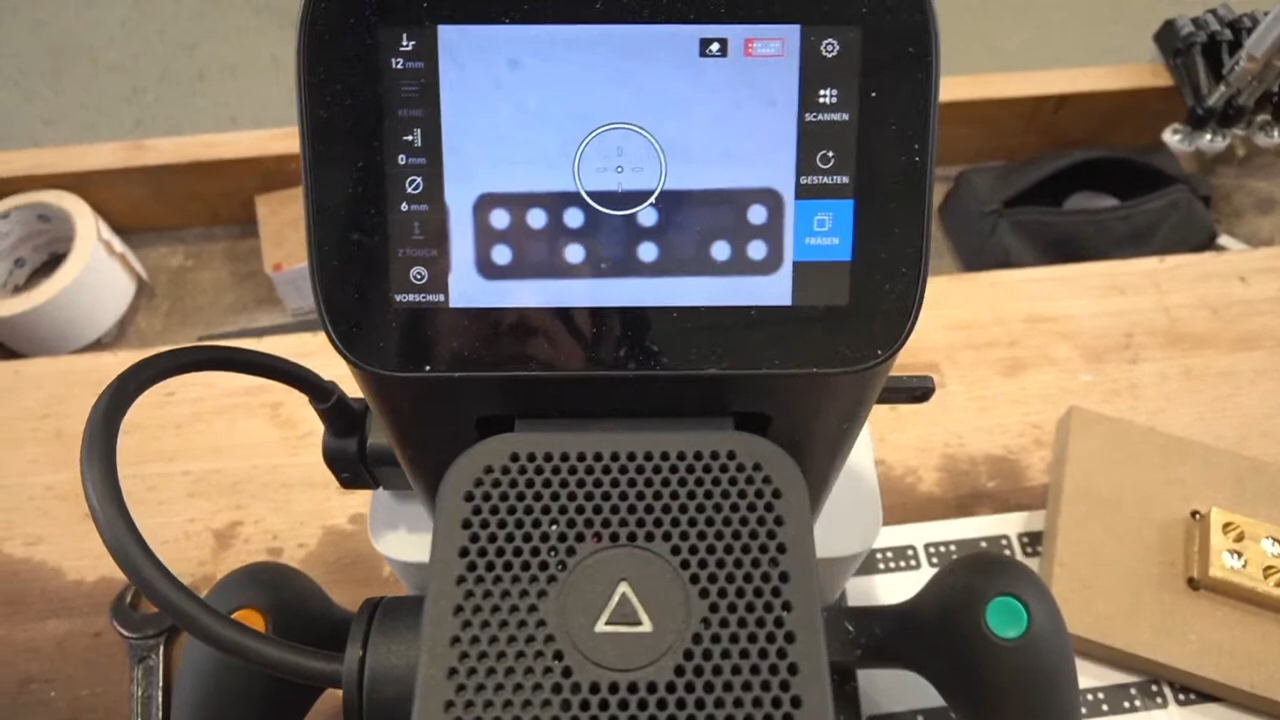 12 mm
KEINE
0 mm
6 mm
Z TOUCH
VORSCHUB
SCANNEN
GESTALTEN
FRÄSEN